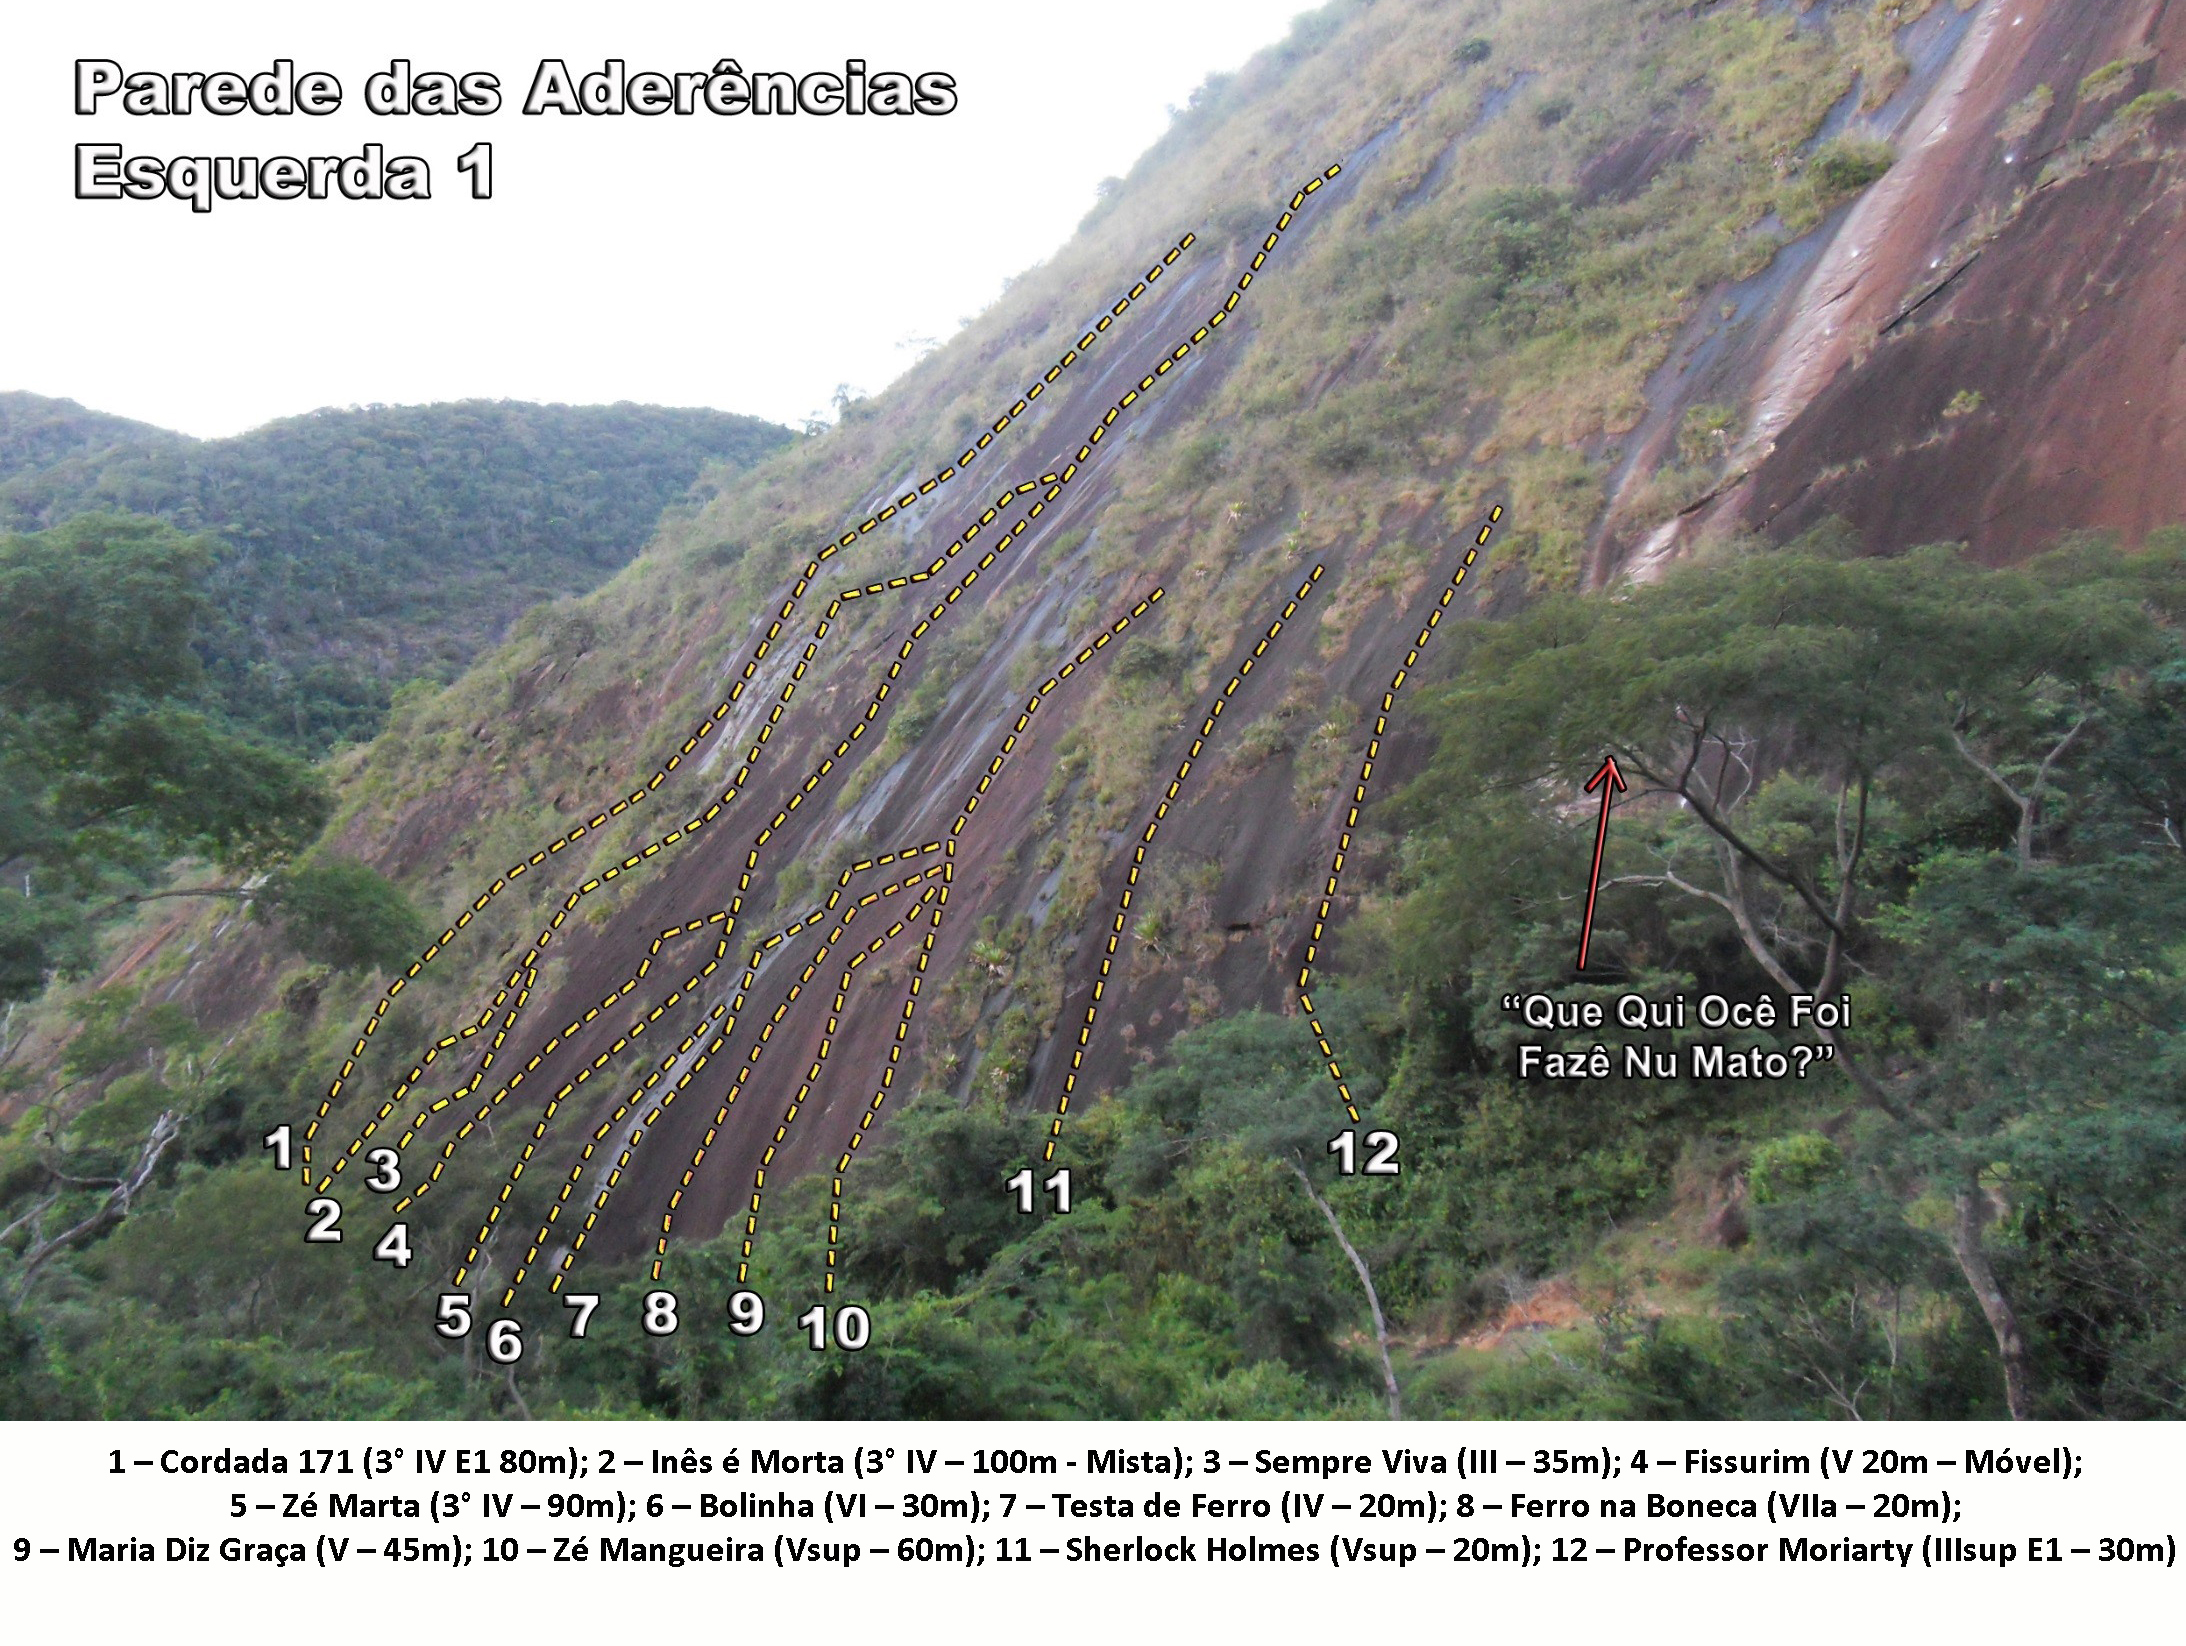 Parede das Aderências
Esquerda 1
“Que Qui Ocê Foi
Fazê Nu Mato?”
1
2
3
4
5
6
7
8
9
10
11
12
1 – Cordada 171 (3° IV E1 80m); 2 – Inês é Morta (3° IV – 100m - Mista); 3 – Sempre Viva (III – 35m); 4 – Fissurim (V 20m – Móvel);
5 – Zé Marta (3° IV – 90m); 6 – Bolinha (VI – 30m); 7 – Testa de Ferro (IV – 20m); 8 – Ferro na Boneca (VIIa – 20m);
9 – Maria Diz Graça (V – 45m); 10 – Zé Mangueira (Vsup – 60m); 11 – Sherlock Holmes (Vsup – 20m); 12 – Professor Moriarty (IIIsup E1 – 30m)